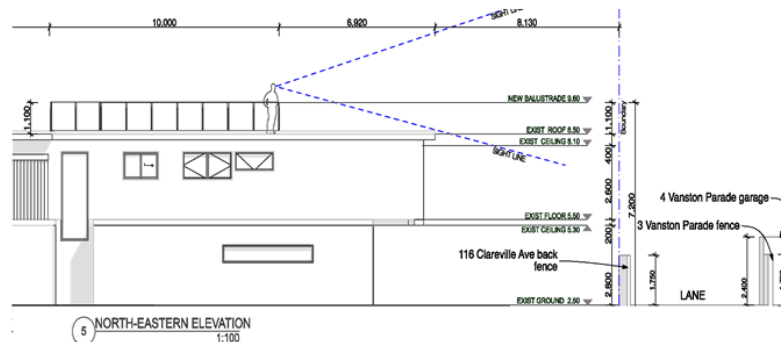 10,000
6,920
8,130
SIGHT LINE
NEW BALUSTRADE 9.60
1,100
1,100
Boundary
EXIST ROOF 8.50
EXIST CEILING 8.10
400
SIGHT LINE
2,600
7,200
4 Vanston Parade garage
3 Vanston Parade fence
EXIST FLOOR 5.50
EXIST CEILING 5.30
200
116 Clareville Ave back
fence
2,800
1,750
2,400
LANE
EXIST GROUND 2.50
5
NORTH-EASTERN ELEVATION
1:100